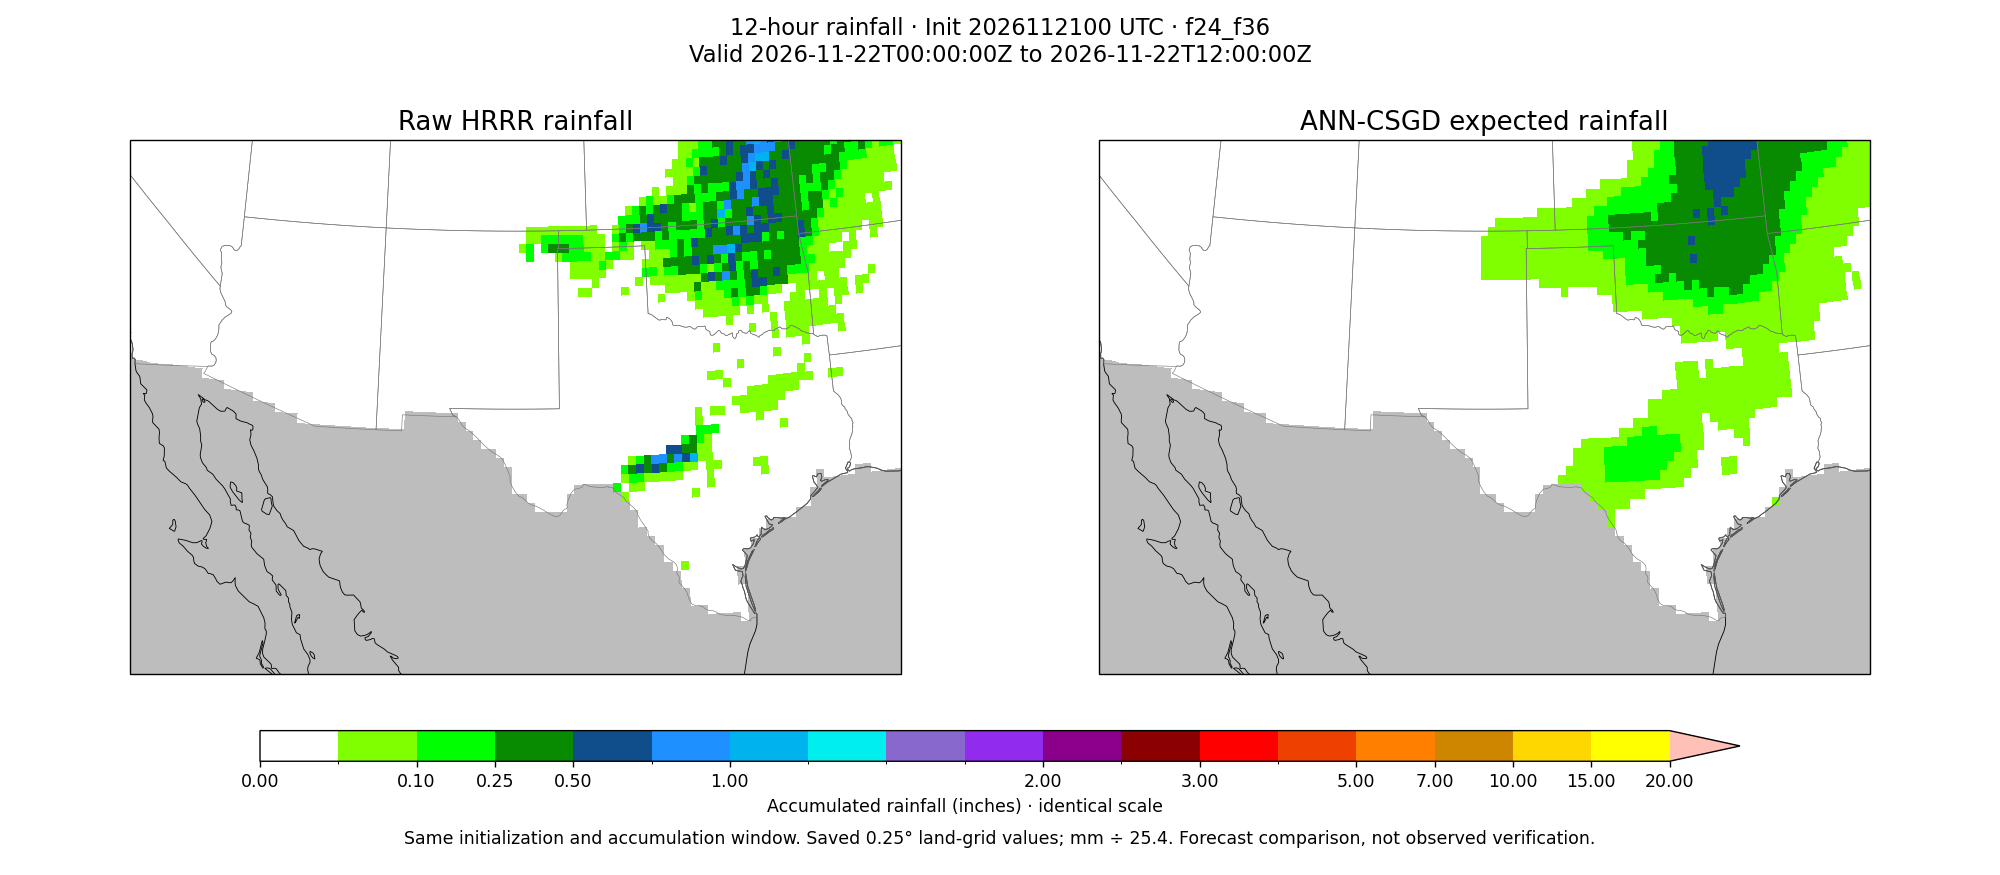 12-hour rainfall · Init 2026112100 UTC · f24_f36
Valid 2026-11-22T00:00:00Z to 2026-11-22T12:00:00Z
Raw HRRR rainfall
ANN-CSGD expected rainfall
0.00 0.10 0.25 0.50 1.00 2.00 3.00 5.00 7.00 10.00 15.00 20.00
Accumulated rainfall (inches) · identical scale
Same initialization and accumulation window. Saved 0.25° land-grid values; mm ÷ 25.4. Forecast comparison, not observed verification.